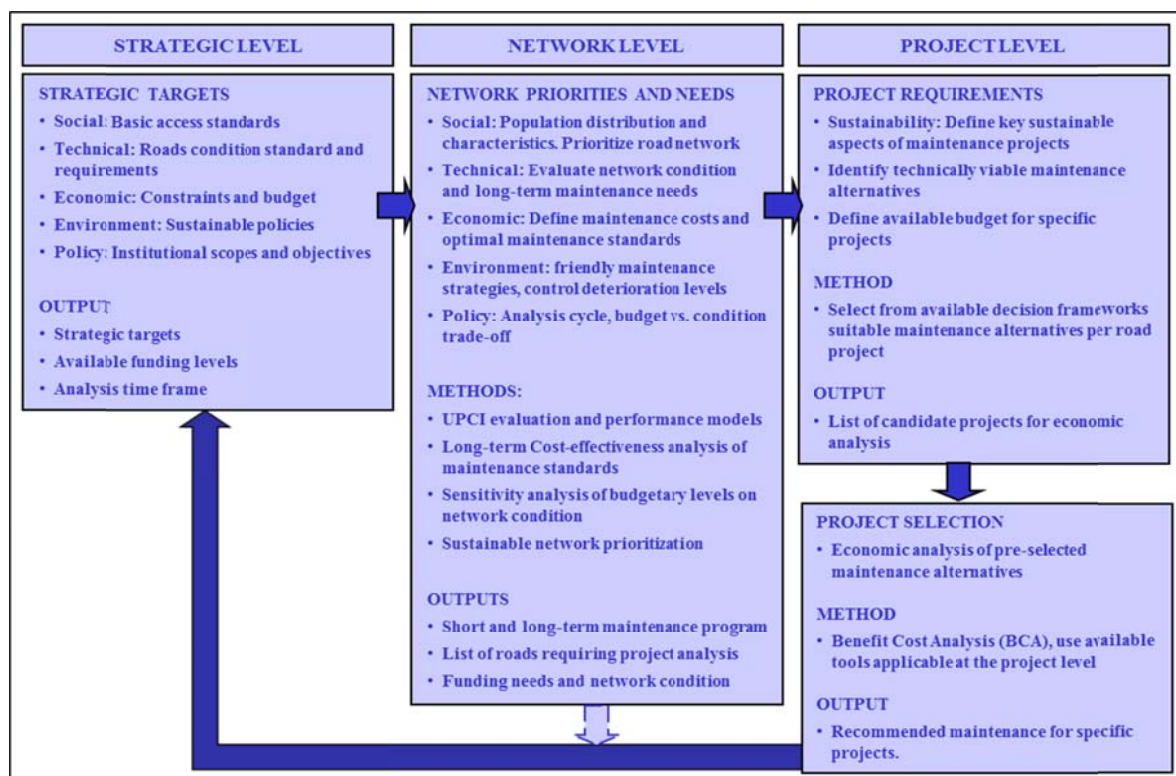 STRATEGIC LEVEL
STRATEGIC TARGETS
• Social: Basic access standards
• Technical: Roads condition standard and
requirements
• Economic: Constraints and budget
• Environment: Sustainable policies
• Policy: Institutional scopes and objectives
OUTPUT
• Strategic targets
• Available funding levels
• Analysis time frame
NETWORK LEVEL
NETWORK PRIORITIES AND NEEDS
• Social: Population distribution and
characteristics. Prioritize road network
• Technical: Evaluate network condition
and long-term maintenance needs
• Economic: Define maintenance costs and
optimal maintenance standards
• Environment: friendly maintenance
strategies, control deterioration levels
• Policy: Analysis cycle, budget vs. condition
trade-off
METHODS:
• UPCI evaluation and performance models
• Long-term Cost-effectiveness analysis of
maintenance standards
• Sensitivity analysis of budgetary levels on
network condition
• Sustainable network prioritization
OUTPUTS
• Short and long-term maintenance program
• List of roads requiring project analysis
• Funding needs and network condition
PROJECT LEVEL
PROJECT REQUIREMENTS
• Sustainability: Define key sustainable
aspects of maintenance projects
• Identify technically viable maintenance
alternatives
• Define available budget for specific
projects
METHOD
• Select from available decision frameworks
suitable maintenance alternatives per road
project
OUTPUT
• List of candidate projects for economic
analysis
PROJECT SELECTION
• Economic analysis of pre-selected
maintenance alternatives
METHOD
• Benefit Cost Analysis (BCA), use available
tools applicable at the project level
OUTPUT
• Recommended maintenance for specific
projects.